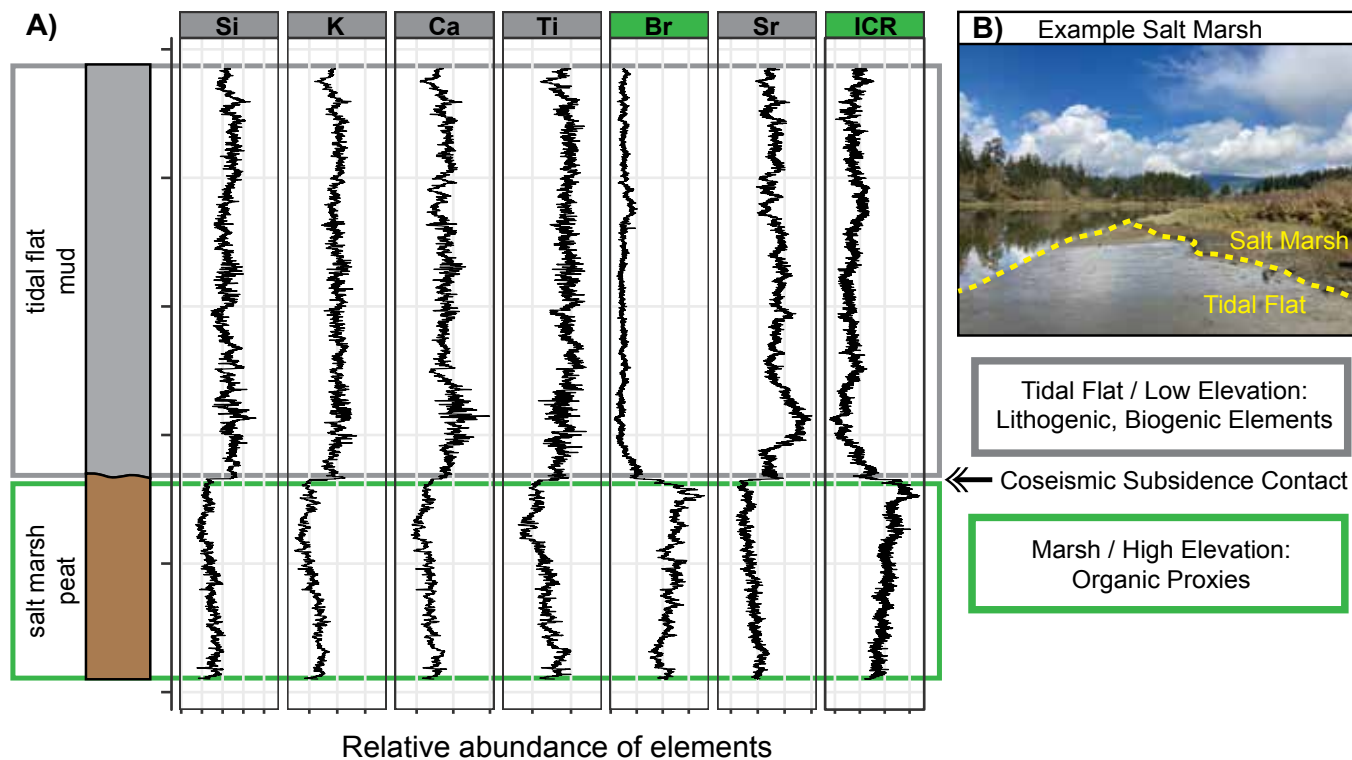 A)
Si
K
Ca
Ti
Br
Sr
ICR
tidal flat
mud
salt marsh
peat
Relative abundance of elements
B)
Example Salt Marsh
Salt Marsh
Tidal Flat
Tidal Flat / Low Elevation:
Lithogenic, Biogenic Elements
Coseismic Subsidence Contact
Marsh / High Elevation:
Organic Proxies